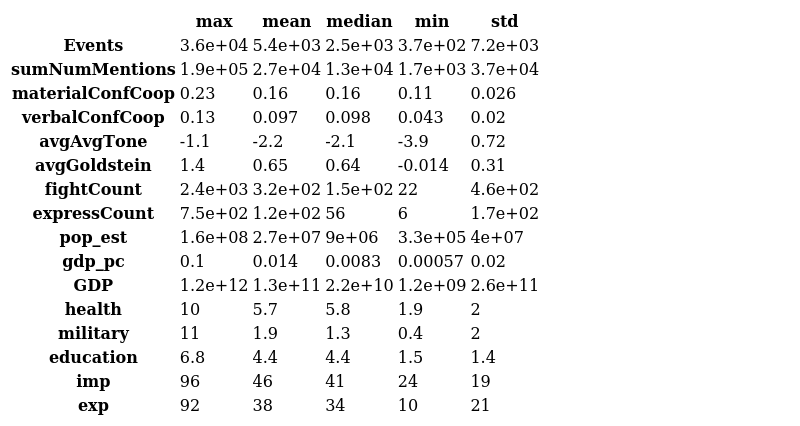 max mean median min std
Events 3.6e+04 5.4e+03 2.5e+03 3.7e+02 7.2e+03
sumNumMentions 1.9e+05 2.7e+04 1.3e+04 1.7e+03 3.7e+04
materialConfCoop 0.23 0.16 0.16 0.11 0.026
verbalConfCoop 0.13 0.097 0.098 0.043 0.02
avgAvgTone -1.1 -2.2 -2.1 -3.9 0.72
avgGoldstein 1.4 0.65 0.64 -0.014 0.31
fightCount 2.4e+03 3.2e+02 1.5e+02 22 4.6e+02
expressCount 7.5e+02 1.2e+02 56 6 1.7e+02
pop_est 1.6e+08 2.7e+07 9e+06 3.3e+05 4e+07
gdp_pc 0.1 0.014 0.0083 0.00057 0.02
GDP 1.2e+12 1.3e+11 2.2e+10 1.2e+09 2.6e+11
health 10 5.7 5.8 1.9 2
military 11 1.9 1.3 0.4 2
education 6.8 4.4 4.4 1.5 1.4
imp 96 46 41 24 19
exp 92 38 34 10 21